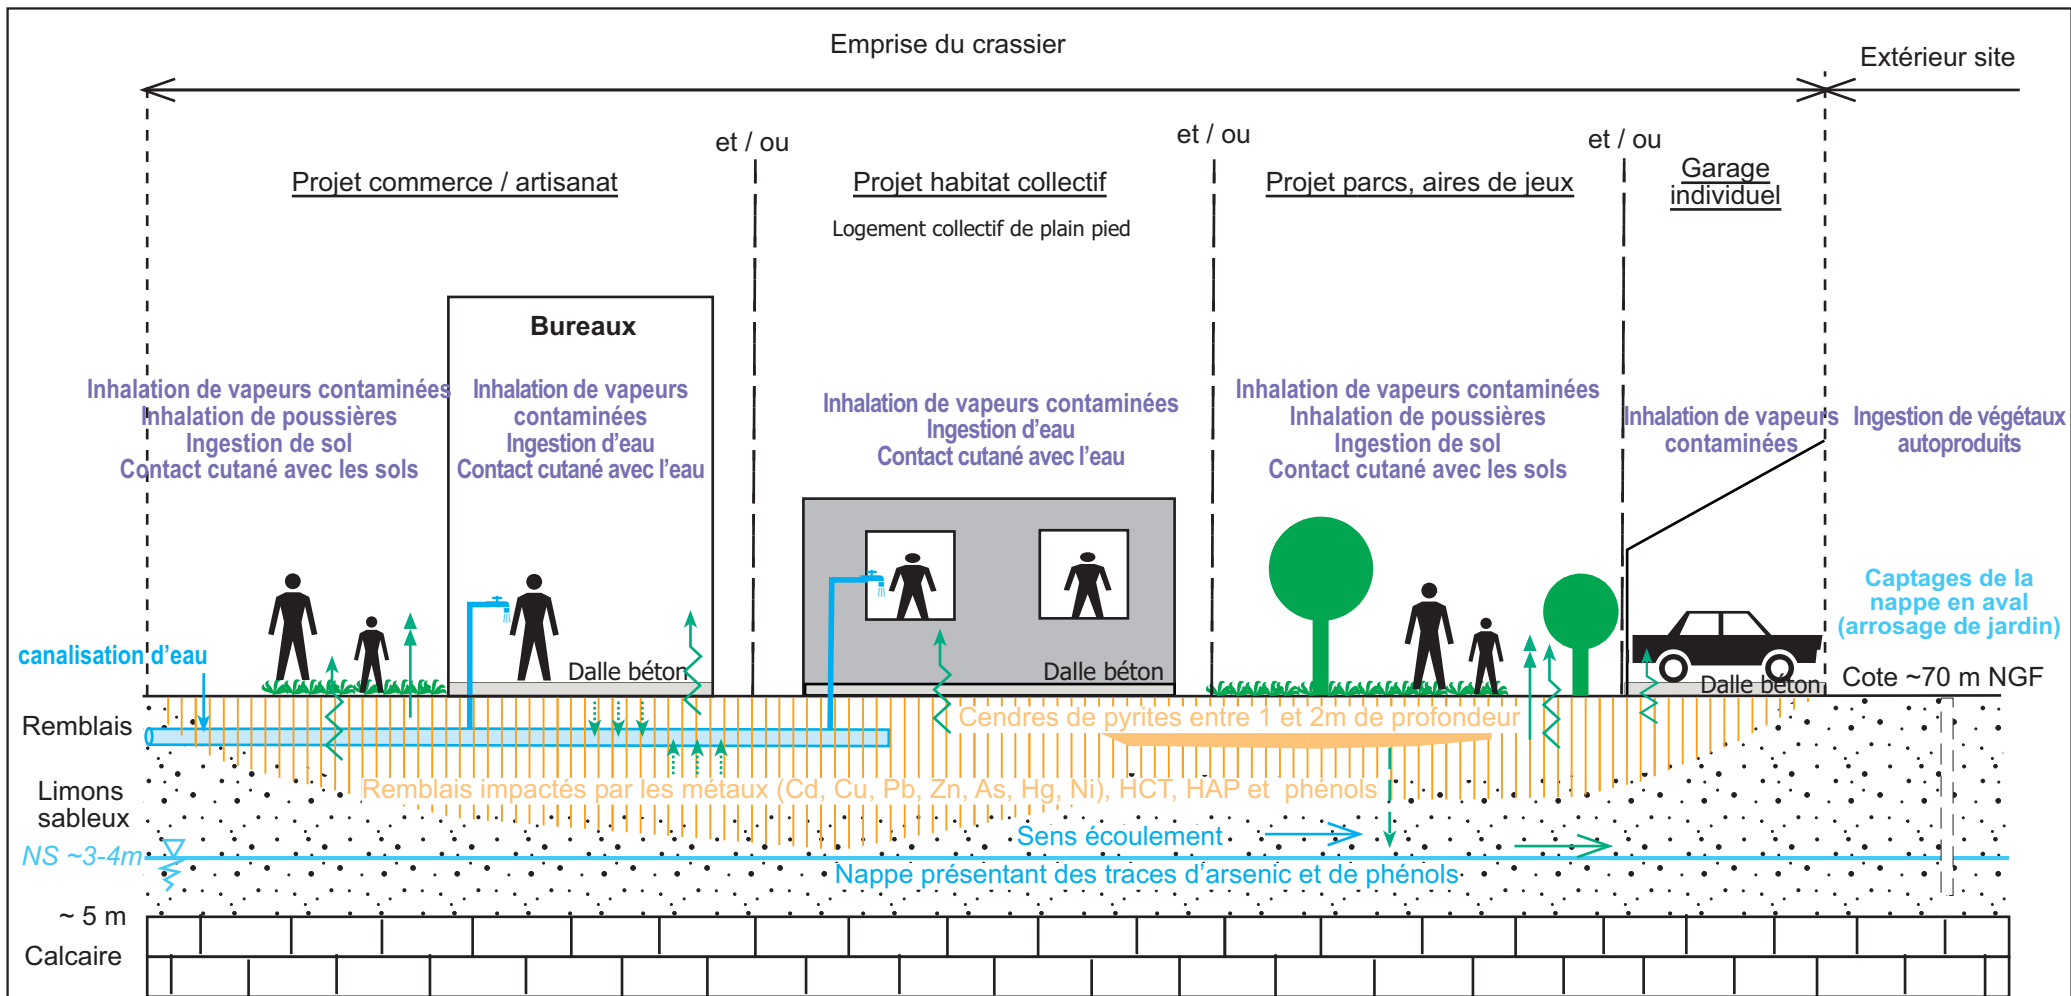 Emprise du crassier
Extérieur site
et / ou
et / ou
et / ou
Projet commerce / artisanat
Projet habitat collectif
Logement collectif de plain pied
Projet parcs, aires de jeux
Garage
individuel
Bureaux
Inhalation de vapeurs contaminées
Inhalation de poussières
Ingestion de sol
Contact cutané avec les sols
Inhalation de vapeurs
contaminées
Ingestion d'eau
Contact cutané avec l'eau
Inhalation de vapeurs contaminées
Ingestion d'eau
Contact cutané avec l'eau
Inhalation de vapeurs contaminées
Inhalation de poussières
Ingestion de sol
Contact cutané avec les sols
Inhalation de vapeurs
contaminées
Ingestion de végétaux
autoproduits
Captages de la
nappe en aval
(arrosage de jardin)
canalisation d'eau
Dalle béton
Dalle béton
Dalle béton
Cote ~70 m NGF
Remblais
Cendres de pyrites entre 1 et 2m de profondeur
Remblais impactés par les métaux (Cd, Cu, Pb, Zn, As, Hg, Ni), HCT, HAP et phénols
Limons
sableux
Sens écoulement
NS ~3-4m
Nappe présentant des traces d'arsenic et de phénols
~ 5 m
Calcaire